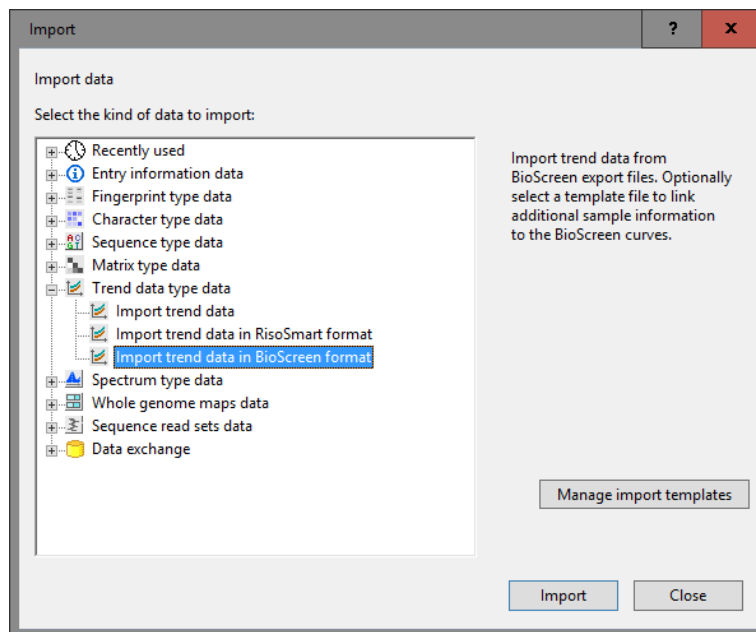 Import
?
x
Import data
Select the kind of data to import:
Recently used
Entry information data
Fingerprint type data
Character type data
Sequence type data
Matrix type data
Trend data type data
Import trend data
Import trend data in RisoSmart format
Import trend data in BioScreen format
Spectrum type data
Whole genome maps data
Sequence read sets data
Data exchange
Import trend data from
BioScreen export files. Optionally
select a template file to link
additional sample information
to the BioScreen curves.
Manage import templates
Import
Close